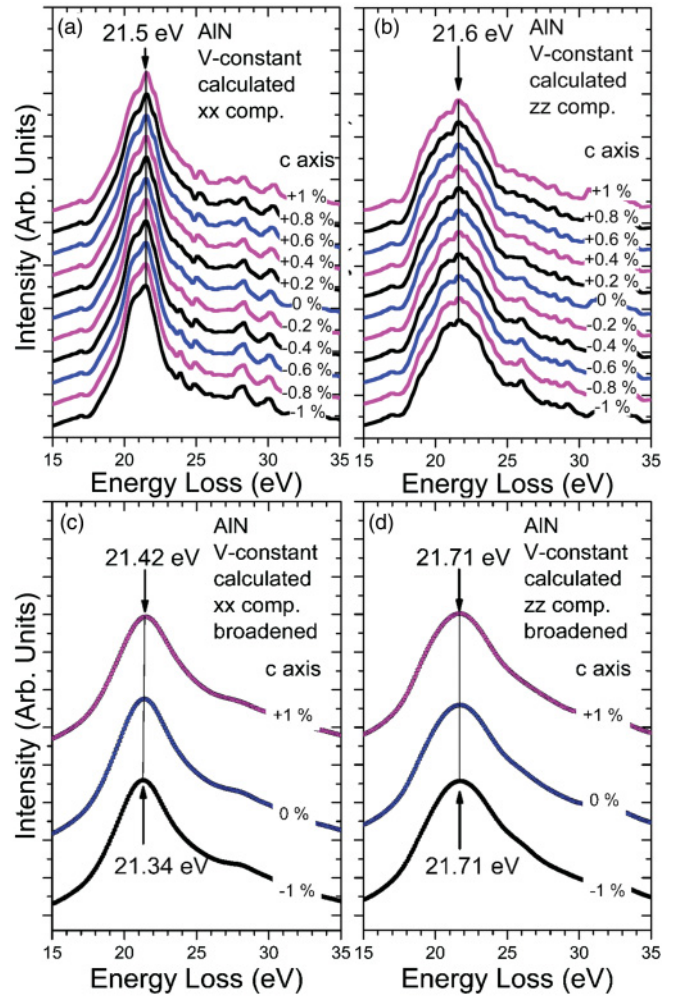 (a)
21.5 eV
AlN
V-constant
calculated
xx comp.
c axis
+1 %
+0.8 %
+0.6 %
+0.4 %
+0.2 %
0 %
-0.2 %
-0.4 %
-0.6 %
-0.8 %
-1 %
Intensity (Arb. Units)
15 20 25 30 35
Energy Loss (eV)
(b)
21.6 eV
AlN
V-constant
calculated
zz comp.
c axis
+1 %
+0.8 %
+0.6 %
+0.4 %
+0.2 %
0 %
-0.2 %
-0.4 %
-0.6 %
-0.8 %
-1 %
15 20 25 30 35
Energy Loss (eV)
(c)
21.42 eV
AlN
V-constant
calculated
xx comp.
broadened
c axis
+1 %
0 %
-1 %
21.34 eV
Intensity (Arb. Units)
15 20 25 30 35
Energy Loss (eV)
(d)
21.71 eV
AlN
V-constant
calculated
zz comp.
broadened
c axis
+1 %
0 %
-1 %
21.71 eV
15 20 25 30 35
Energy Loss (eV)